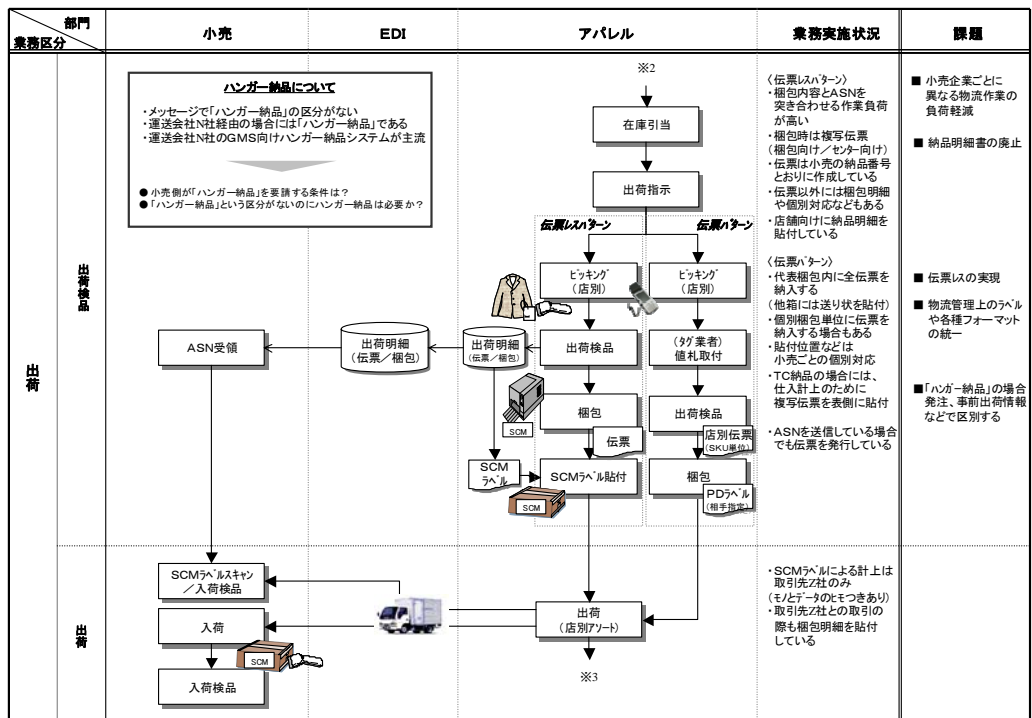 部門
業務区分
小売
EDI
アパレル
業務実施状況
課題
出荷
出荷検品
ハンガー納品について
・メッセージで「ハンガー納品」の区分がない
・運送会社N社経由の場合には「ハンガー納品」である
・運送会社N社のGMS向けハンガー納品システムが主流
● 小売側が「ハンガー納品」を要請する条件は？
● 「ハンガー納品」という区分がないのにハンガー納品は必要か？
※2
在庫引当
出荷指示
伝票レスパターン
伝票パターン
ピッキング
(店別)
ピッキング
(店別)
ASN受領
出荷明細
(伝票／梱包)
出荷明細
(伝票／梱包)
出荷検品
(タグ業者)
値札取付
SCM
梱包
伝票
出荷検品
店別伝票
(SKU単位)
SCM
ラベル
SCM
SCMラベル貼付
梱包
PDラベル
(相手指定)
〈伝票レスパターン〉
・梱包内容とASNを
突き合わせる作業負荷
が高い
・梱包時は複写伝票
(梱包向け／センター向け)
・伝票は小売の納品番号
とおりに作成している
・伝票以外には梱包明細
や個別対応などもある
・店舗向けに納品明細を
貼付している
〈伝票パターン〉
・代表梱包内に全伝票を
納入する
(他箱には送り状を貼付)
・個別梱包単位に伝票を
納入する場合もある
・貼付位置などは
小売ごとの個別対応
・TC納品の場合には、
仕入計上のために
複写伝票を表側に貼付
・ASNを送信している場合
でも伝票を発行している
■ 小売企業ごとに
異なる物流作業の
負荷軽減
■ 納品明細書の廃止
■ 伝票レスの実現
■ 物流管理上のラベル
や各種フォーマット
の統一
■「ハンガー納品」の場合
発注、事前出荷情報
などで区別する
出荷
SCMラベルスキャン
／入荷検品
入荷
SCM
入荷検品
出荷
(店別アソート)
※3
・SCMラベルによる計上は
取引先Z社のみ
(モノとデータのヒモつきあり)
・取引先Z社との取引の
際も梱包明細を貼付
している